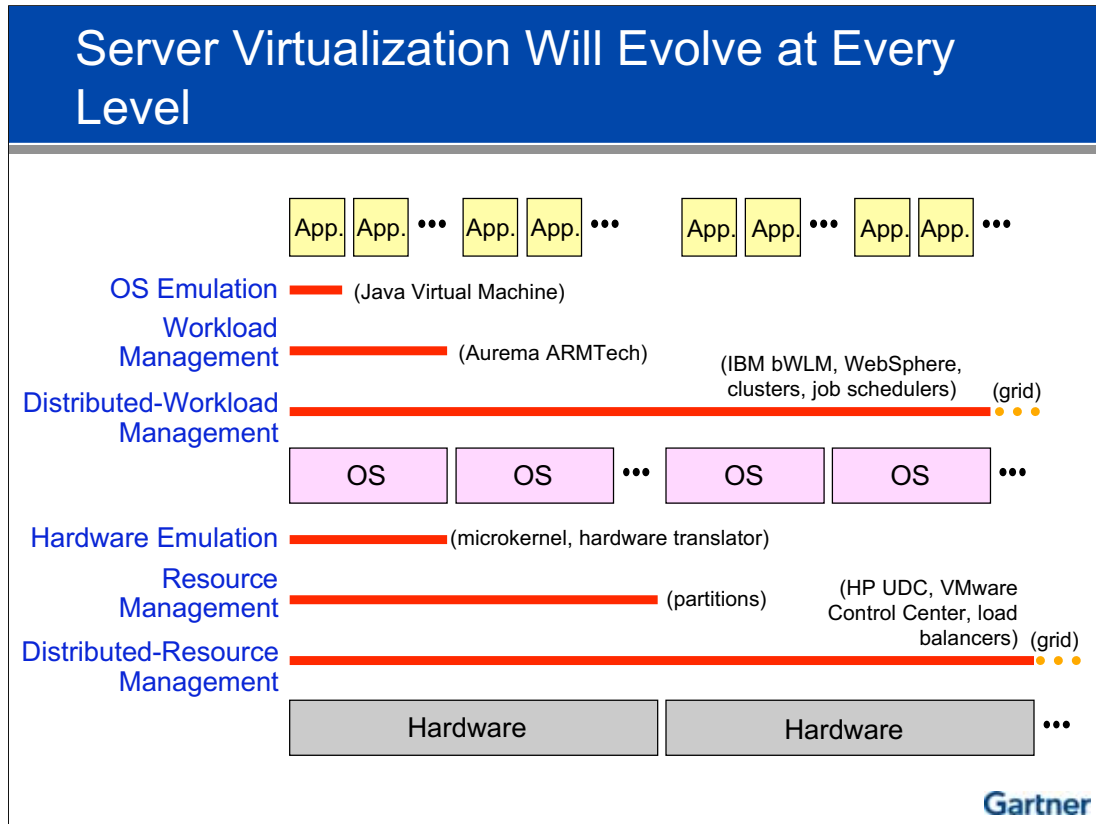 Server Virtualization Will Evolve at Every
Level
App. App. ••• App. App. ••• App. App. ••• App. App. •••
OS Emulation (Java Virtual Machine)
Workload
Management (Aurema ARMTech)
(IBM bWLM, WebSphere,
clusters, job schedulers) (grid)
Distributed-Workload
Management
OS OS ••• OS OS •••
Hardware Emulation (microkernel, hardware translator)
Resource
Management (partitions)
(HP UDC, VMware
Control Center, load
balancers) (grid)
Distributed-Resource
Management
Hardware Hardware •••
Gartner